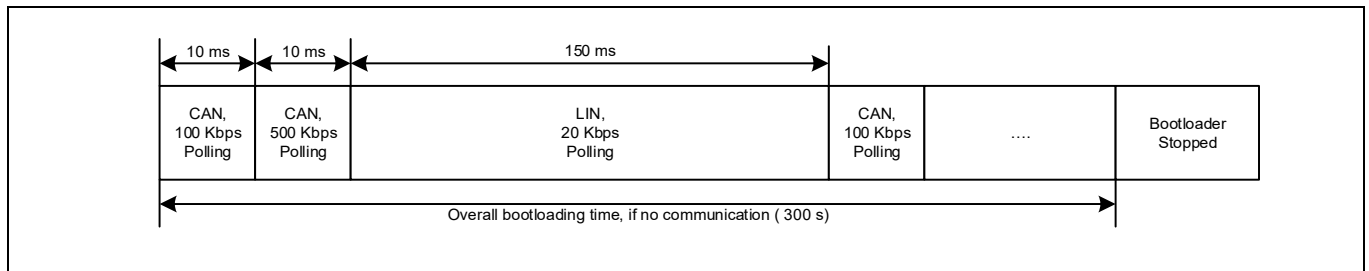 10 ms
10 ms
150 ms
CAN,
100 Kbps
Polling
CAN,
500 Kbps
Polling
LIN,
20 Kbps
Polling
CAN,
100 Kbps
Polling
....
Bootloader
Stopped
Overall bootloading time, if no communication ( 300 s)